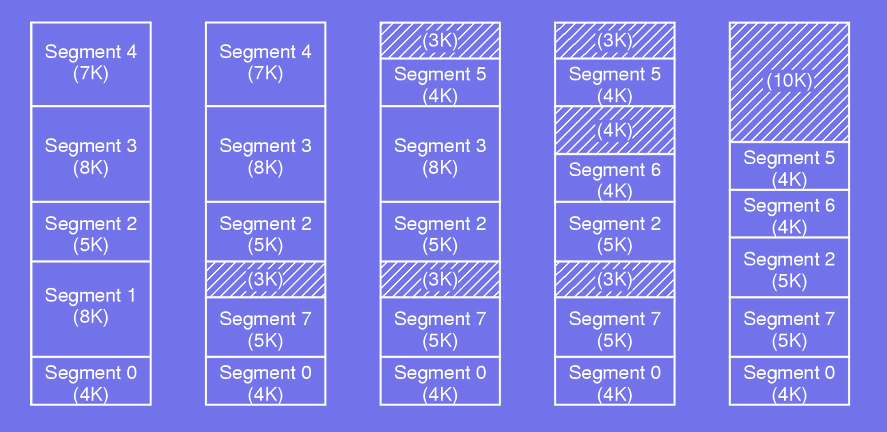 Segment 4
(7K)
Segment 3
(8K)
Segment 2
(5K)
Segment 1
(8K)
Segment 0
(4K)
Segment 4
(7K)
Segment 3
(8K)
Segment 2
(5K)
(3K)
Segment 7
(5K)
Segment 0
(4K)
(3K)
Segment 5
(4K)
Segment 3
(8K)
Segment 2
(5K)
(3K)
Segment 7
(5K)
Segment 0
(4K)
(3K)
Segment 5
(4K)
(4K)
Segment 6
(4K)
Segment 2
(5K)
(3K)
Segment 7
(5K)
Segment 0
(4K)
(10K)
Segment 5
(4K)
Segment 6
(4K)
Segment 2
(5K)
Segment 7
(5K)
Segment 0
(4K)